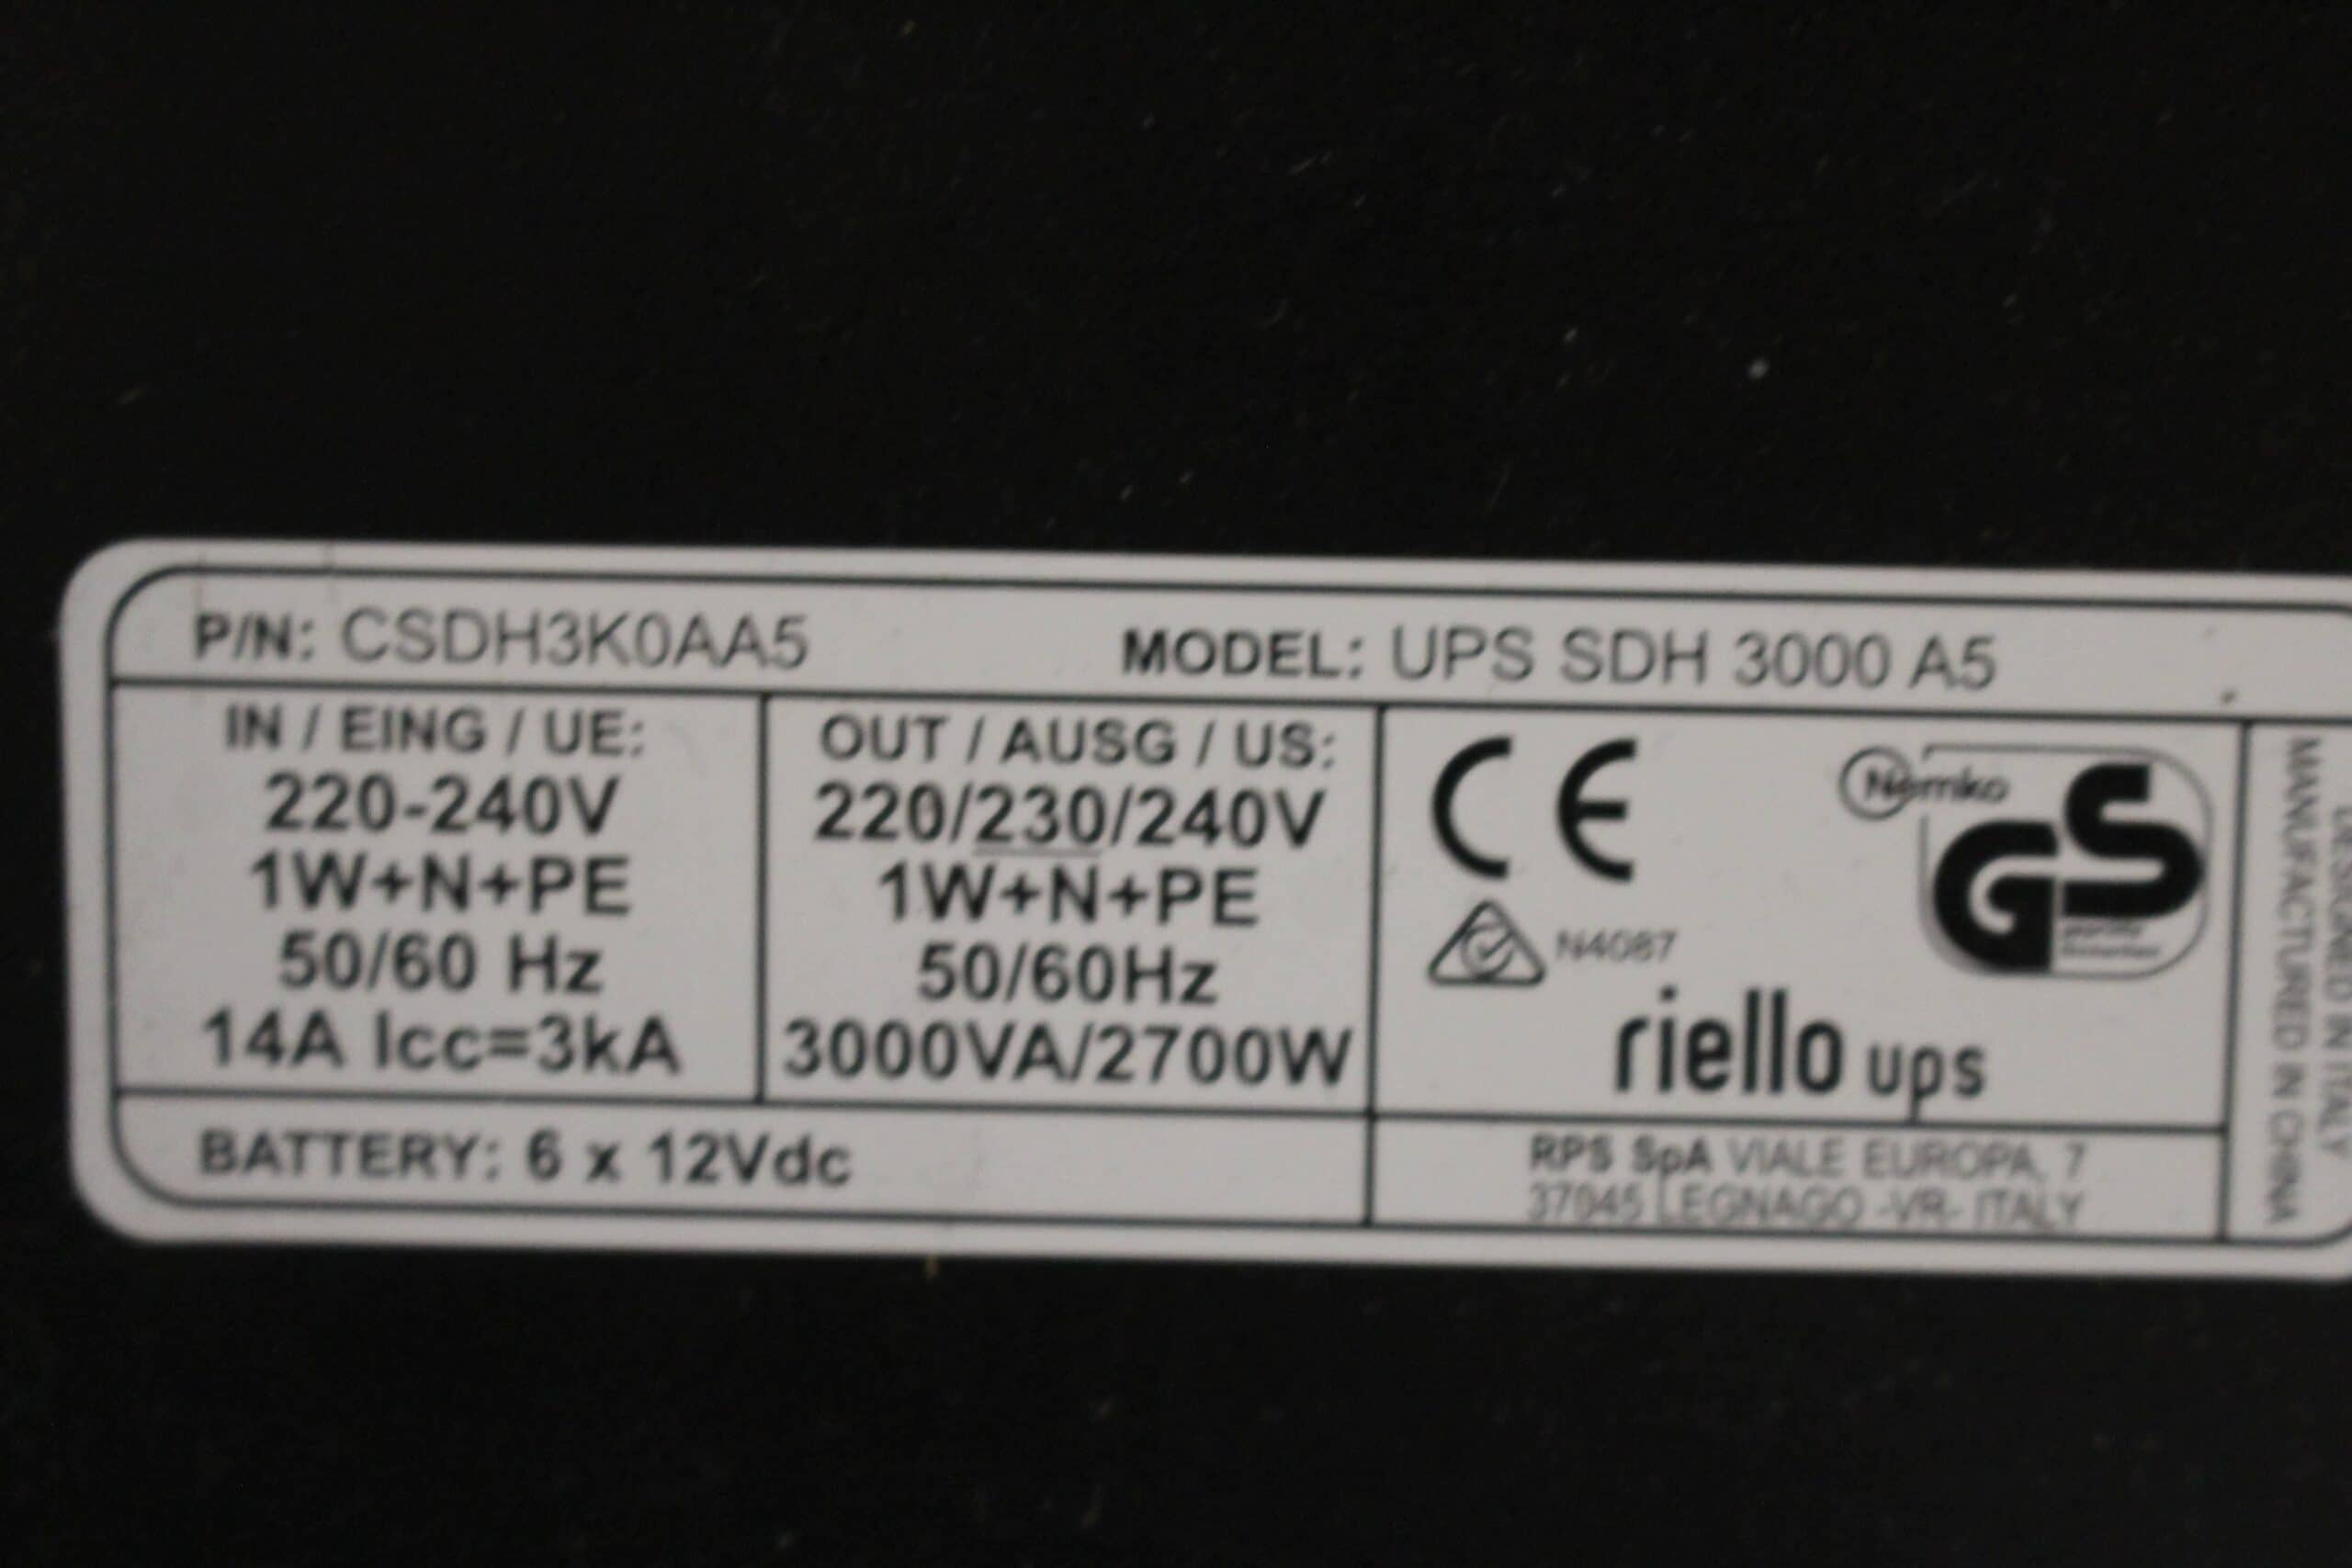 P/N: CSDH3K0AA5
MODEL: UPS SDH 3000 A5
IN / EING / UE:
220-240V
1W+N+PE
50/60 Hz
14A Icc=3kA
OUT / AUSG / US:
220/230/240V
1W+N+PE
50/60Hz
3000VA/2700W
CE
N4087
Nemko
GS
riello ups
BATTERY: 6 x 12Vdc
RPS SpA VIALE EUROPA, 7
37045 LEGNAGO -VR- ITALY
DESIGNED IN ITALY
MANUFACTURED IN CHINA